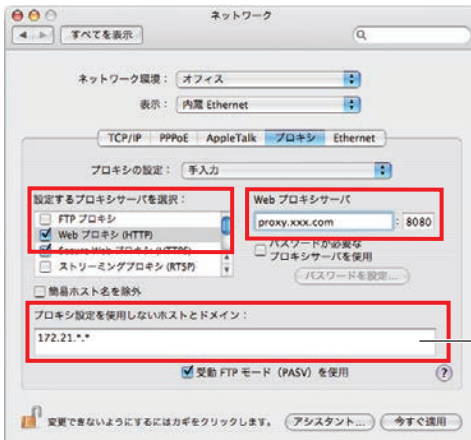 ネットワーク
すべてを表示
ネットワーク環境： オフィス
表示： 内蔵 Ethernet
TCP/IP PPPoE AppleTalk プロキシ Ethernet
プロキシの設定： 手入力
設定するプロキシサーバを選択：
FTP プロキシ
Web プロキシ (HTTP)
Secure Web プロキシ (HTTPS)
ストリーミングプロキシ (RTSP)
Web プロキシサーバ
proxy.xxx.com : 8080
パスワードが必要な
プロキシサーバを使用
パスワードを設定...
簡易ホスト名を除外
プロキシ設定を使用しないホストとドメイン：
172.21.*.*
受動 FTP モード（PASV）を使用
?
変更できないようにするにはカギをクリックします。 アシスタント... 今すぐ適用